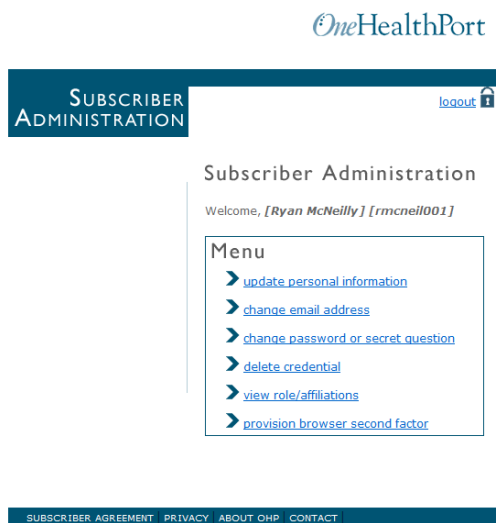 OneHealthPort
SUBSCRIBER
ADMINISTRATION
logout
Subscriber Administration
Welcome, [Ryan McNeilly] [rmcneil001]
Menu
update personal information
change email address
change password or secret question
delete credential
view role/affiliations
provision browser second factor
SUBSCRIBER AGREEMENT | PRIVACY | ABOUT OHP | CONTACT |